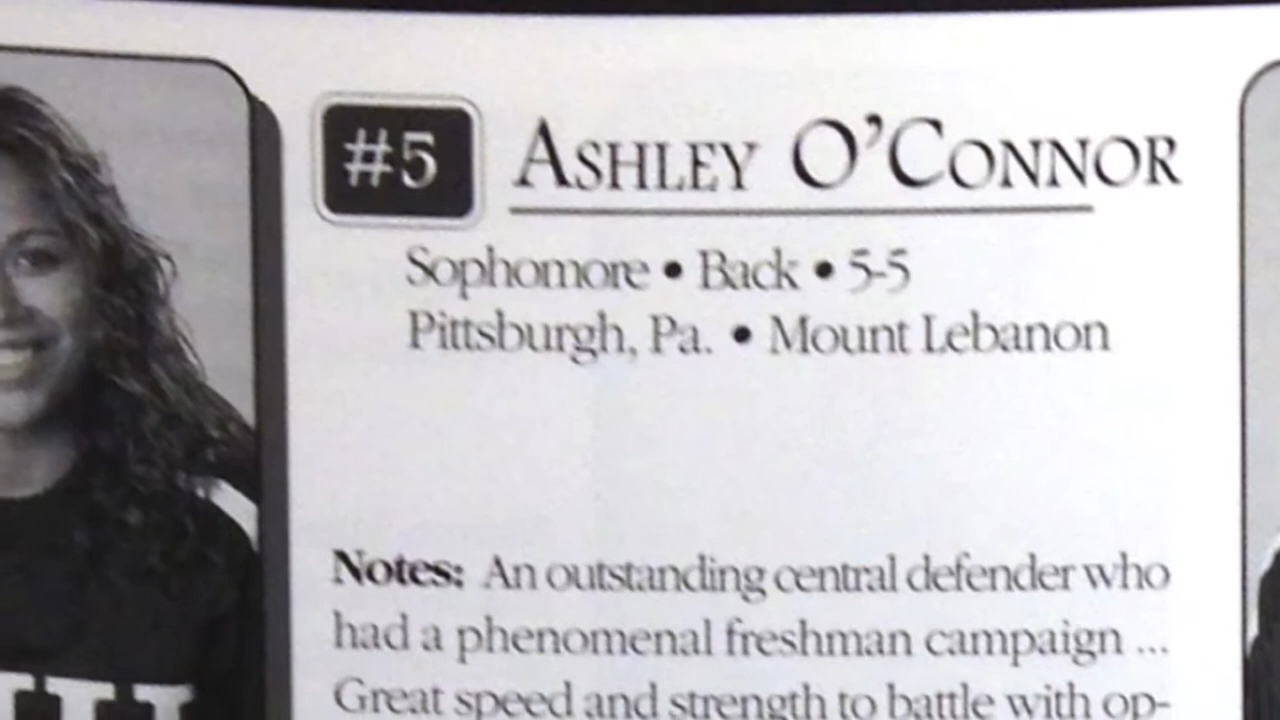 #5 ASHLEY O'CONNOR
Sophomore • Back • 5-5
Pittsburgh, Pa. • Mount Lebanon
Notes: An outstanding central defender who
had a phenomenal freshman campaign ...
Great speed and strength to battle with op-